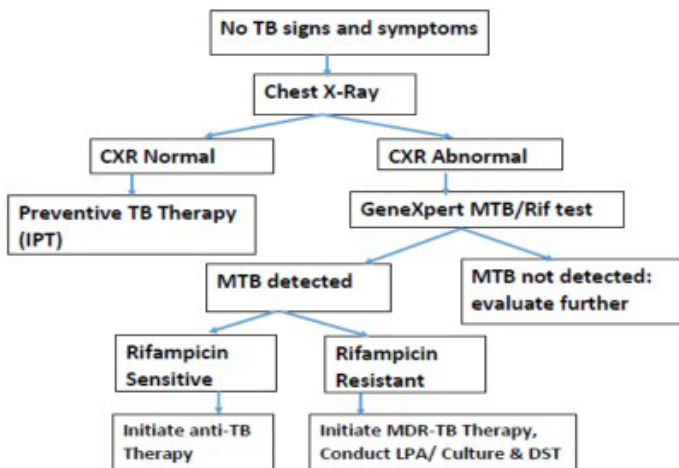 No TB signs and symptoms
Chest X-Ray
CXR Normal
CXR Abnormal
Preventive TB Therapy
(IPT)
GeneXpert MTB/Rif test
MTB detected
MTB not detected:
evaluate further
Rifampicin
Sensitive
Rifampicin
Resistant
Initiate anti-TB
Therapy
Initiate MDR-TB Therapy,
Conduct LPA/ Culture & DST